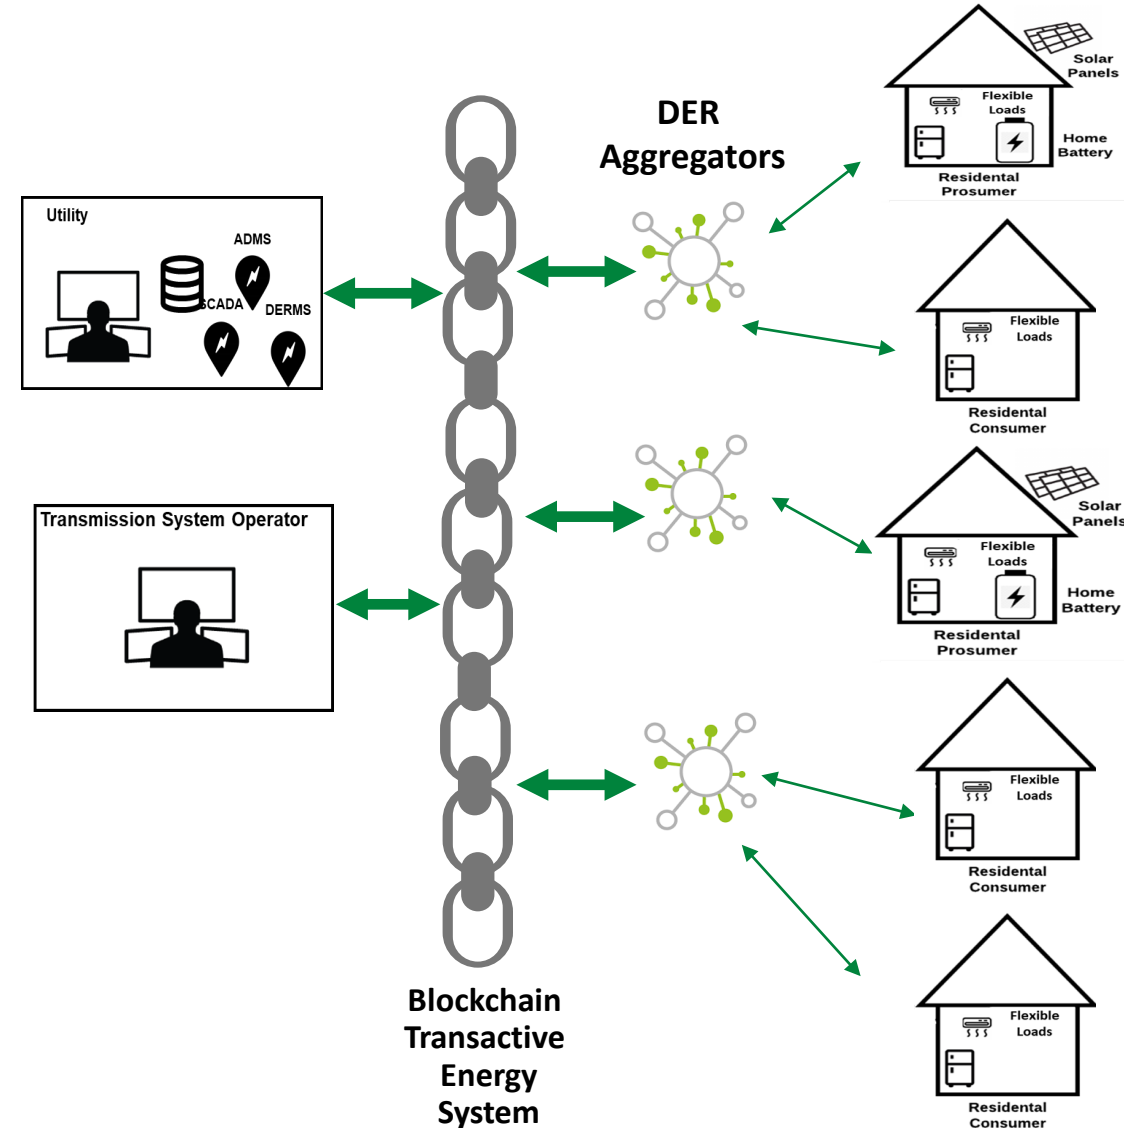 Utility
ADMS
SCADA
DERMS
Transmission System Operator
Blockchain
Transactive
Energy
System
DER
Aggregators
Solar
Panels
Flexible
Loads
Home
Battery
Residental
Prosumer
Flexible
Loads
Residental
Consumer
Solar
Panels
Flexible
Loads
Home
Battery
Residental
Prosumer
Flexible
Loads
Residental
Consumer
Flexible
Loads
Residental
Consumer